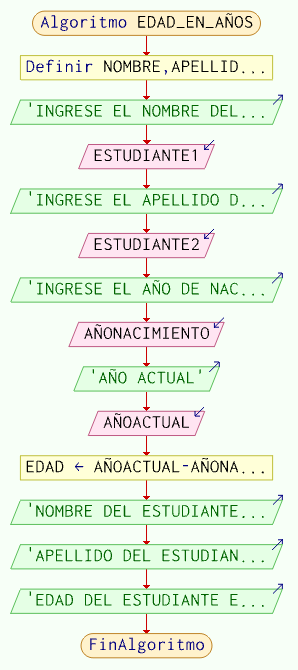 Algoritmo EDAD_EN_AÑOS
Definir NOMBRE,APELLID...
'INGRESE EL NOMBRE DEL...
ESTUDIANTE1
'INGRESE EL APELLIDO D...
ESTUDIANTE2
'INGRESE EL AÑO DE NAC...
AÑONACIMIENTO
'AÑO ACTUAL'
AÑOACTUAL
EDAD ← AÑOACTUAL-AÑONA...
'NOMBRE DEL ESTUDIANTE...
'APELLIDO DEL ESTUDIAN...
'EDAD DEL ESTUDIANTE E...
FinAlgoritmo